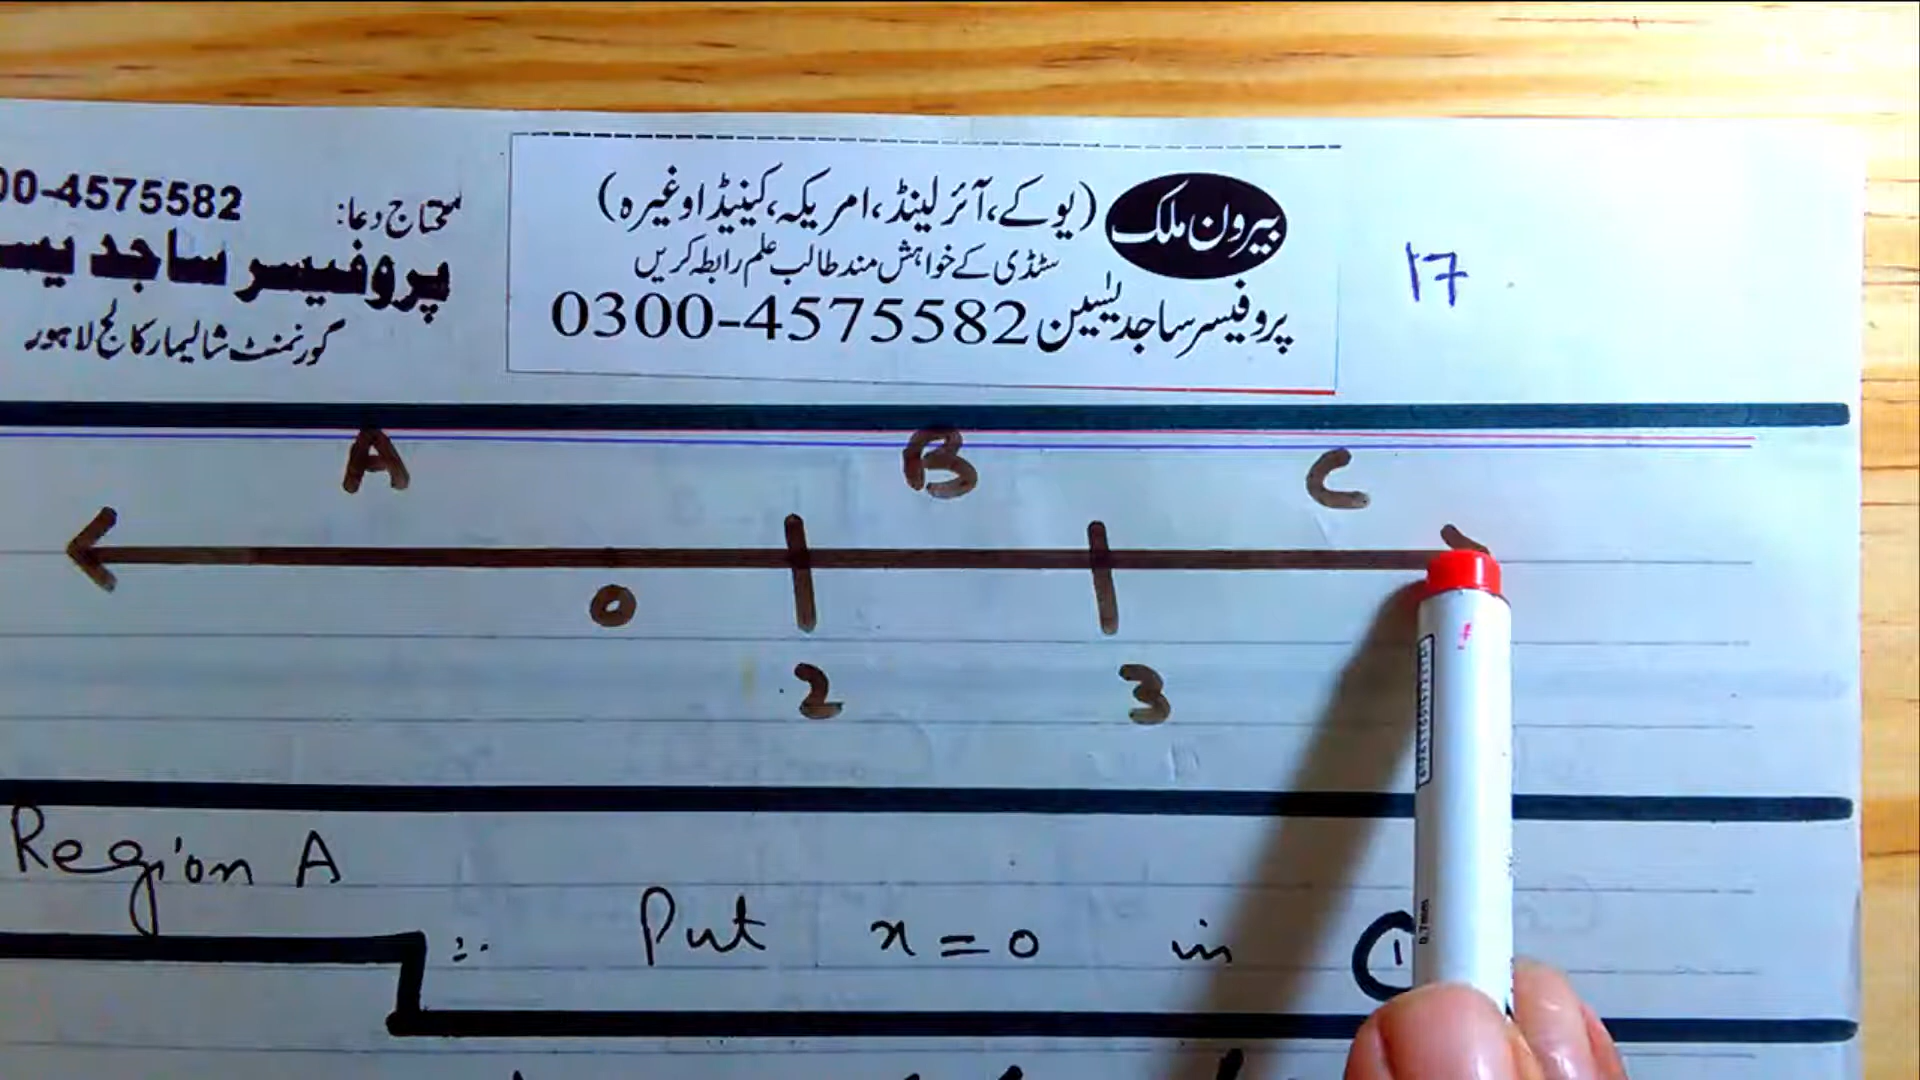 00-4575582
محتاج دعا:
پروفیسر ساجد یس
گورنمنٹ شالیمار کالج لاہور
بیرون ملک (یو کے، آئر لینڈ، امریکہ، کینیڈا وغیرہ)
سٹڈی کے خواہش مند طالب علم رابطہ کریں
پروفیسر ساجد یٰسین 0300-4575582
17
A B C
0
2 3
Region A
:- Put x=0 in ①